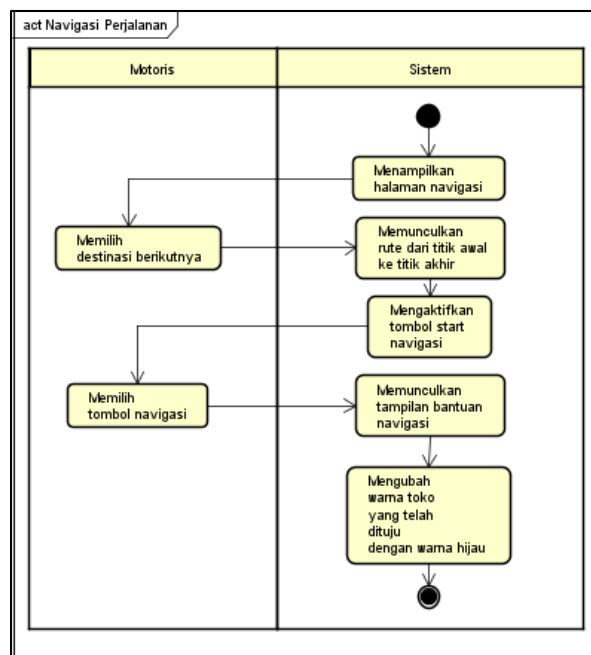 act Navigasi Perjalanan
Motoris
Sistem
Menampilkan
halaman navigasi
Memilih
destinasi berikutnya
Memunculkan
rute dari titik awal
ke titik akhir
Mengaktifkan
tombol start
navigasi
Memilih
tombol navigasi
Memunculkan
tampilan bantuan
navigasi
Mengubah
warna toko
yang telah
dituju
dengan warna hijau